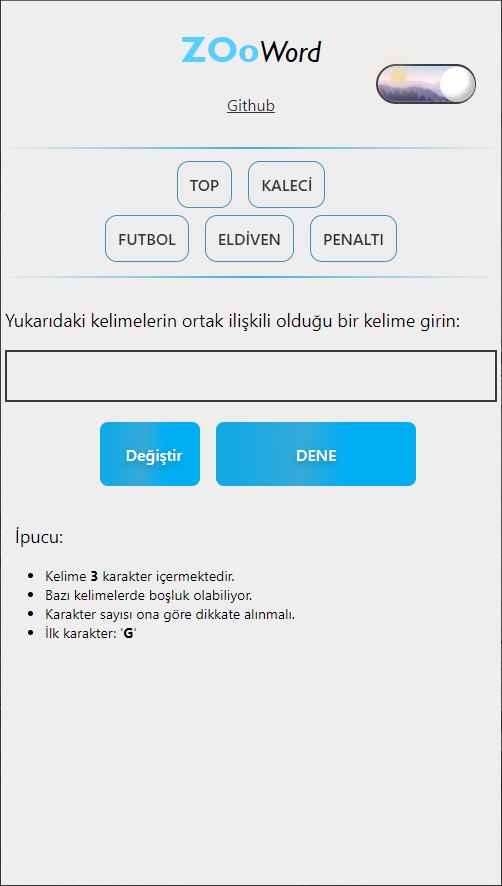 ZOoWord
Github
TOP KALECİ
FUTBOL ELDİVEN PENALTI
Yukarıdaki kelimelerin ortak ilişkili olduğu bir kelime girin:
Değiştir DENE
İpucu:
Kelime 3 karakter içermektedir.
Bazı kelimelerde boşluk olabiliyor.
Karakter sayısı ona göre dikkate alınmalı.
İlk karakter: 'G'